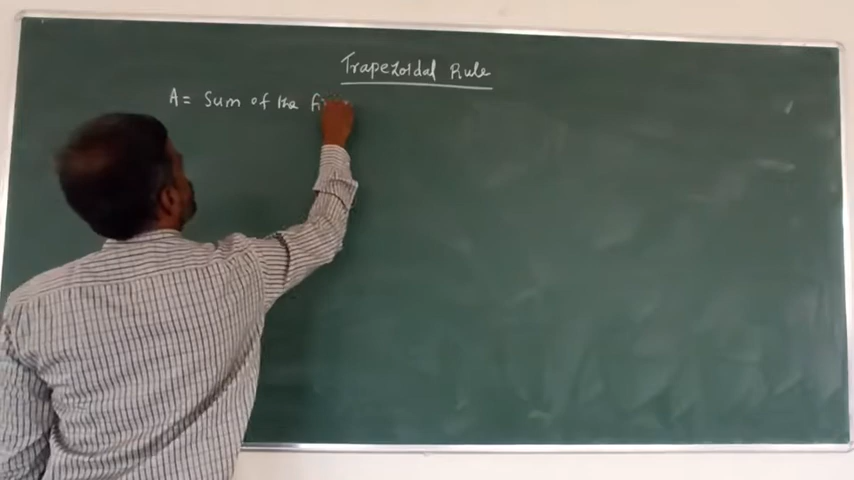 Trapezoidal Rule
A = Sum of the